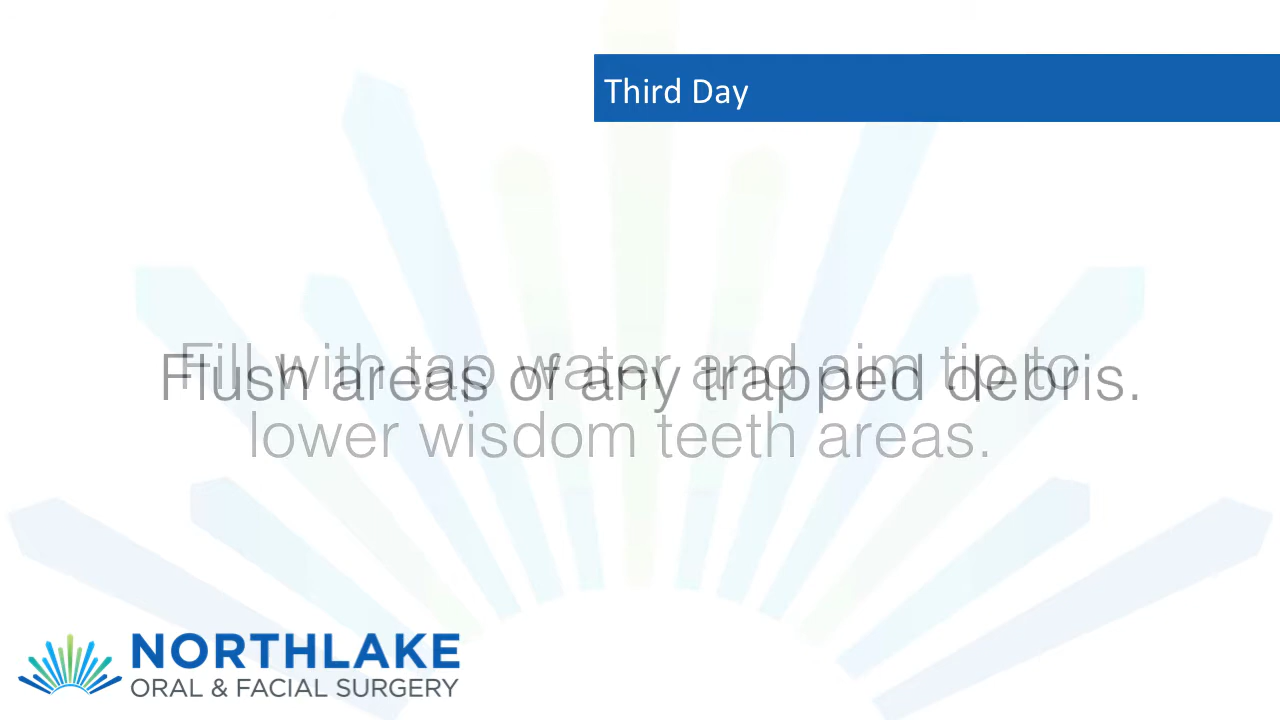 Third Day
Fill with tap water and aim tip to
lower wisdom teeth areas.
Flush areas of any trapped debris.
NORTHLAKE
ORAL & FACIAL SURGERY